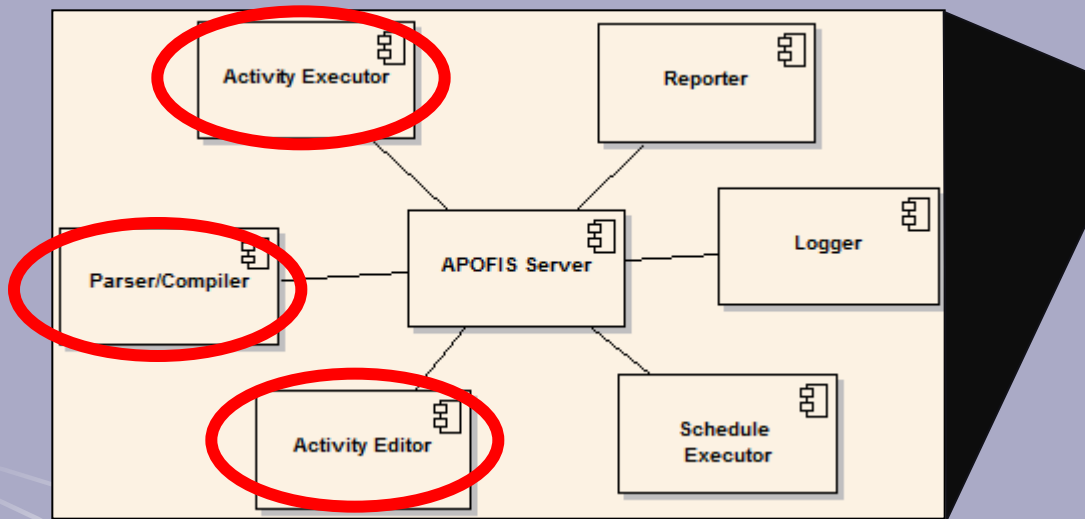 Activity Executor
Reporter
Logger
APOFIS Server
Parser/Compiler
Activity Editor
Schedule
Executor